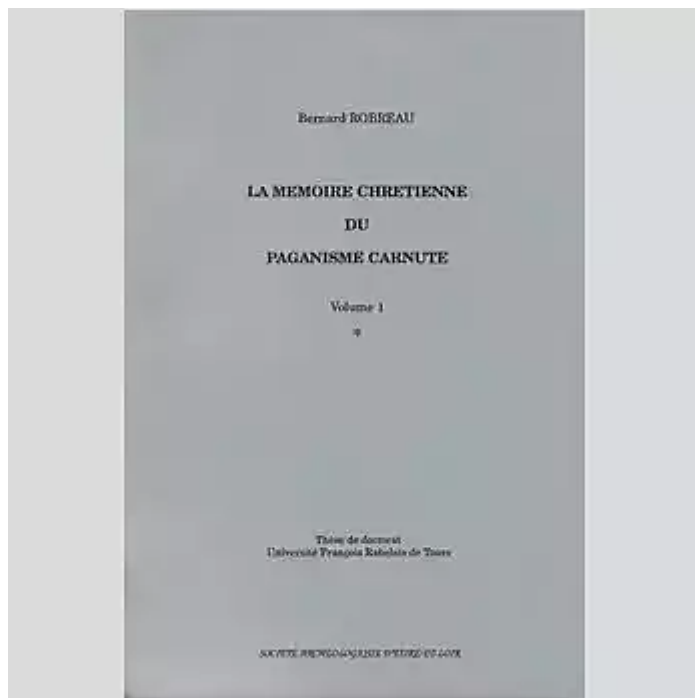 Bernard ROBREAU
LA MEMOIRE CHRETIENNE
DU
PAGANISME CARNUTE
Volume 1
*
Thèse de doctorat
Université François Rabelais de Tours
SOCIETE ARCHEOLOGIQUE D'EURE-ET-LOIR